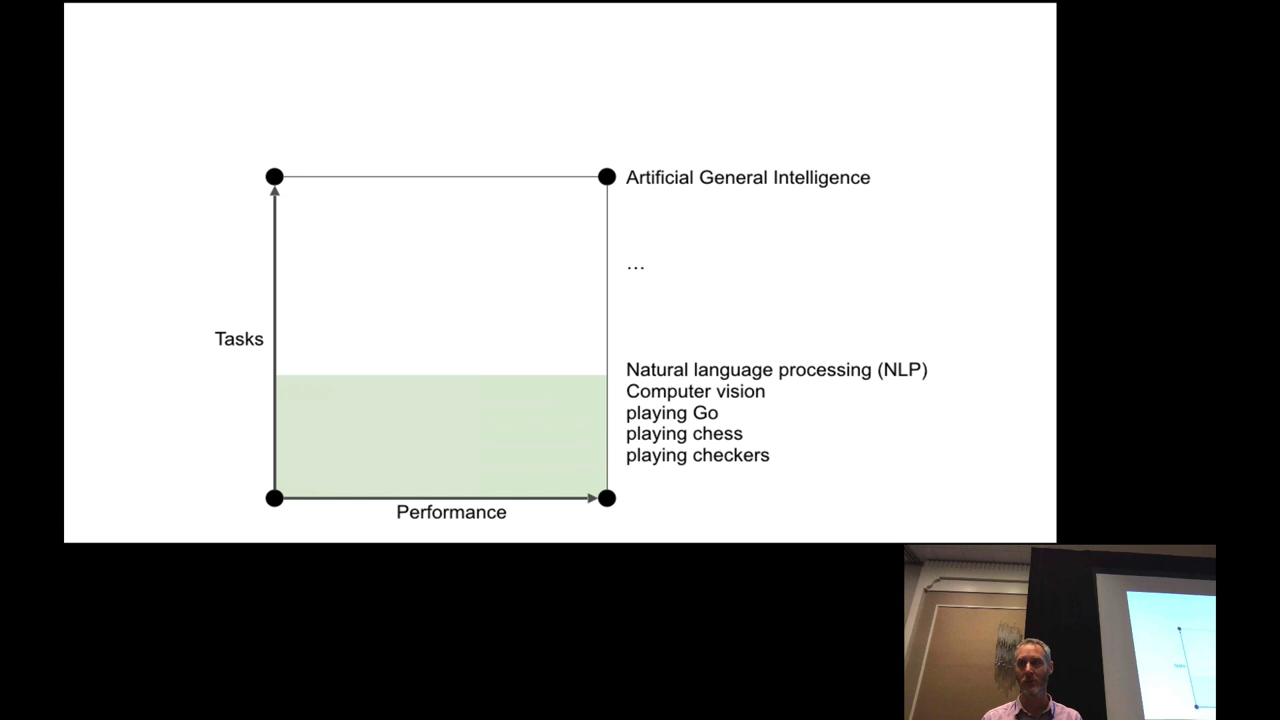 Artificial General Intelligence
...
Tasks
Natural language processing (NLP)
Computer vision
playing Go
playing chess
playing checkers
Performance